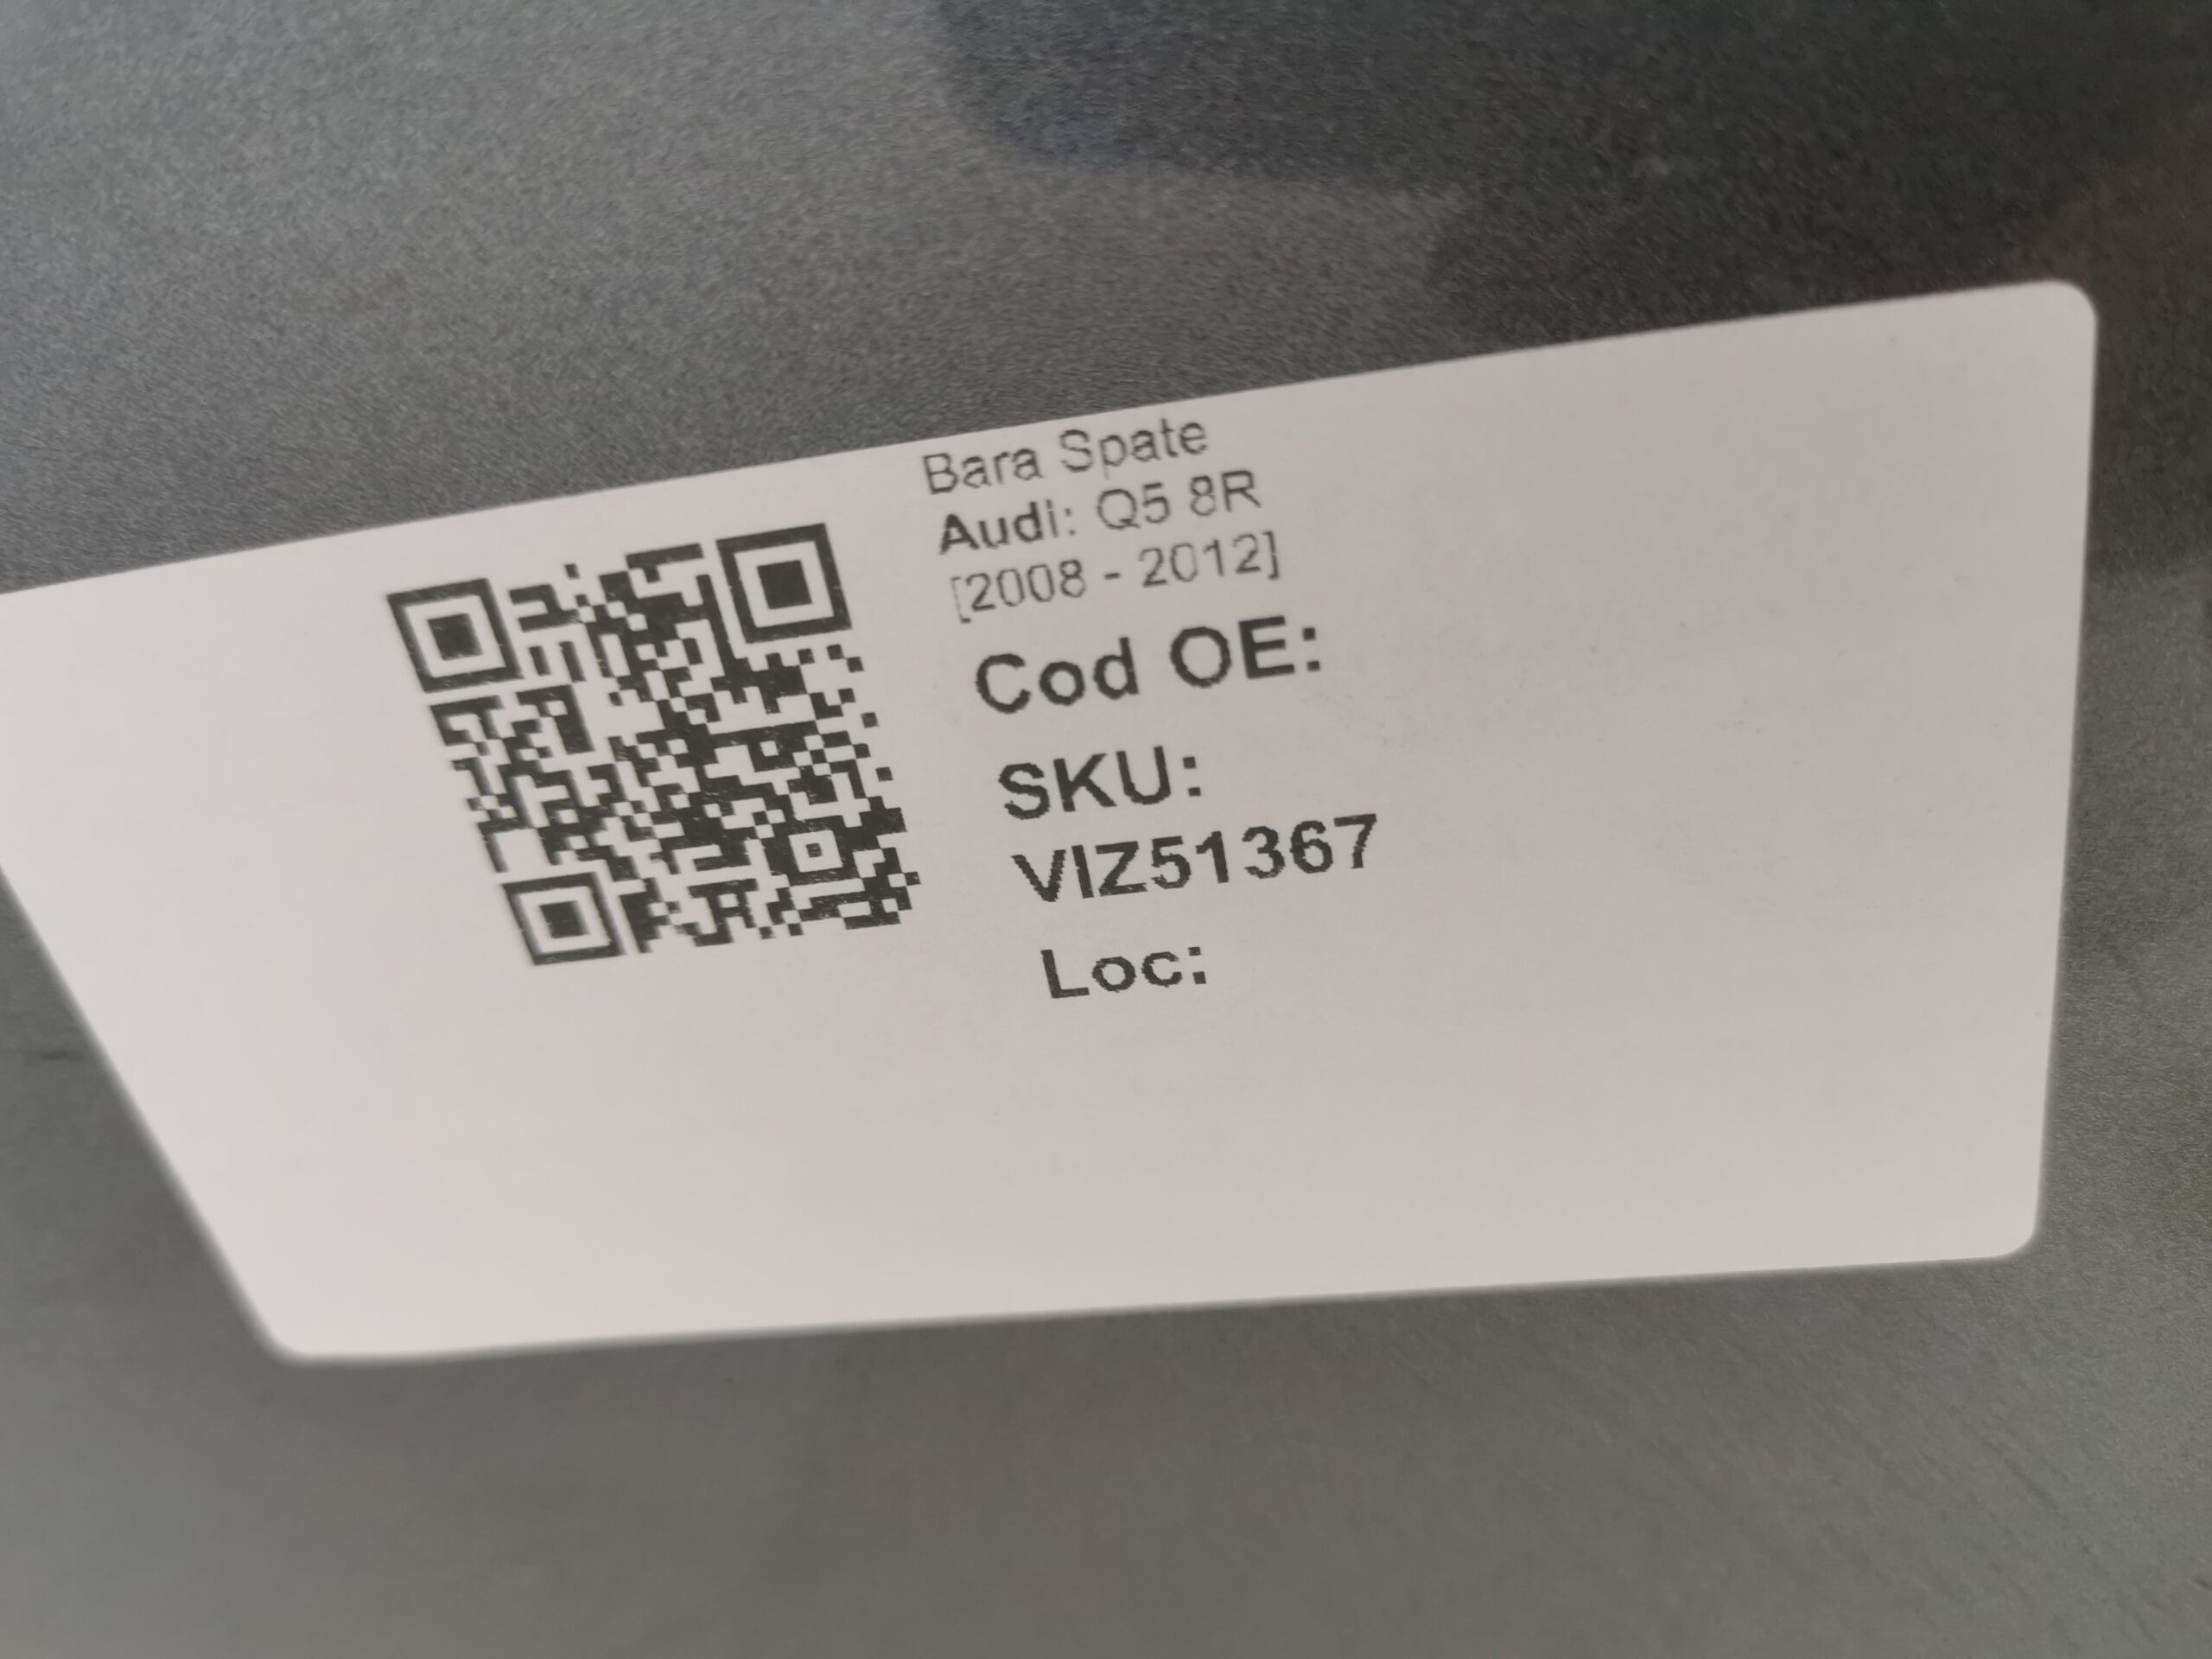 Bara Spate
Audi: Q5 8R
[2008 - 2012]
Cod OE:
SKU:
VIZ51367
Loc: